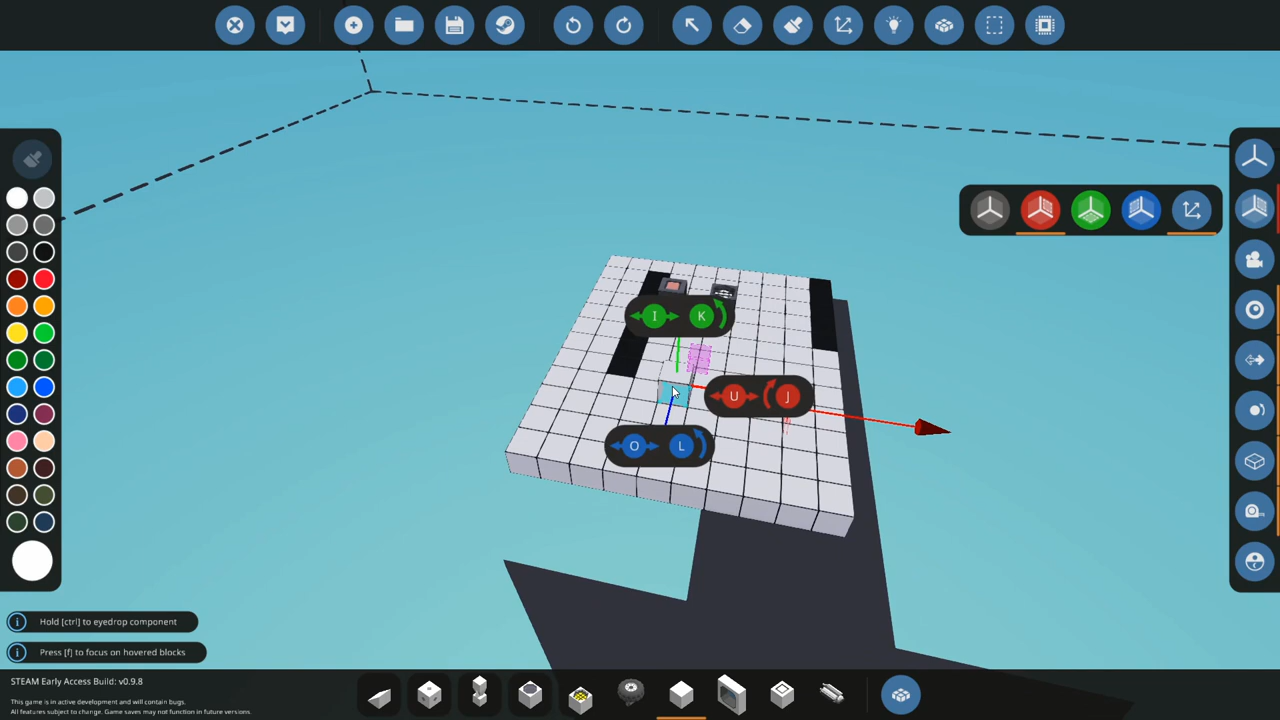 I K
U J
O L
Hold [ctrl] to eyedrop component
Press [f] to focus on hovered blocks
STEAM Early Access Build: v0.9.8
This game is in active development and will contain bugs.
All features subject to change. Game saves may not function in future versions.